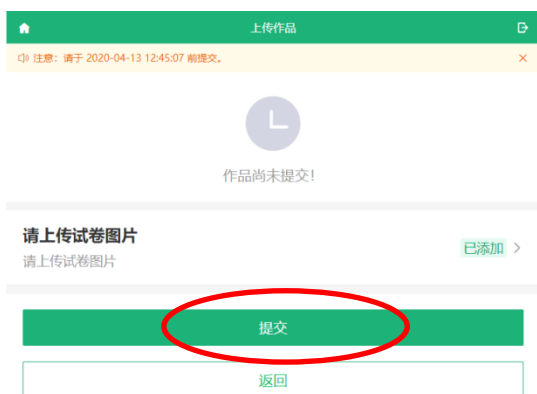 上传作品
注意：请于 2020-04-13 12:45:07 前提交。
作品尚未提交！
请上传试卷图片
已添加
请上传试卷图片
提交
返回